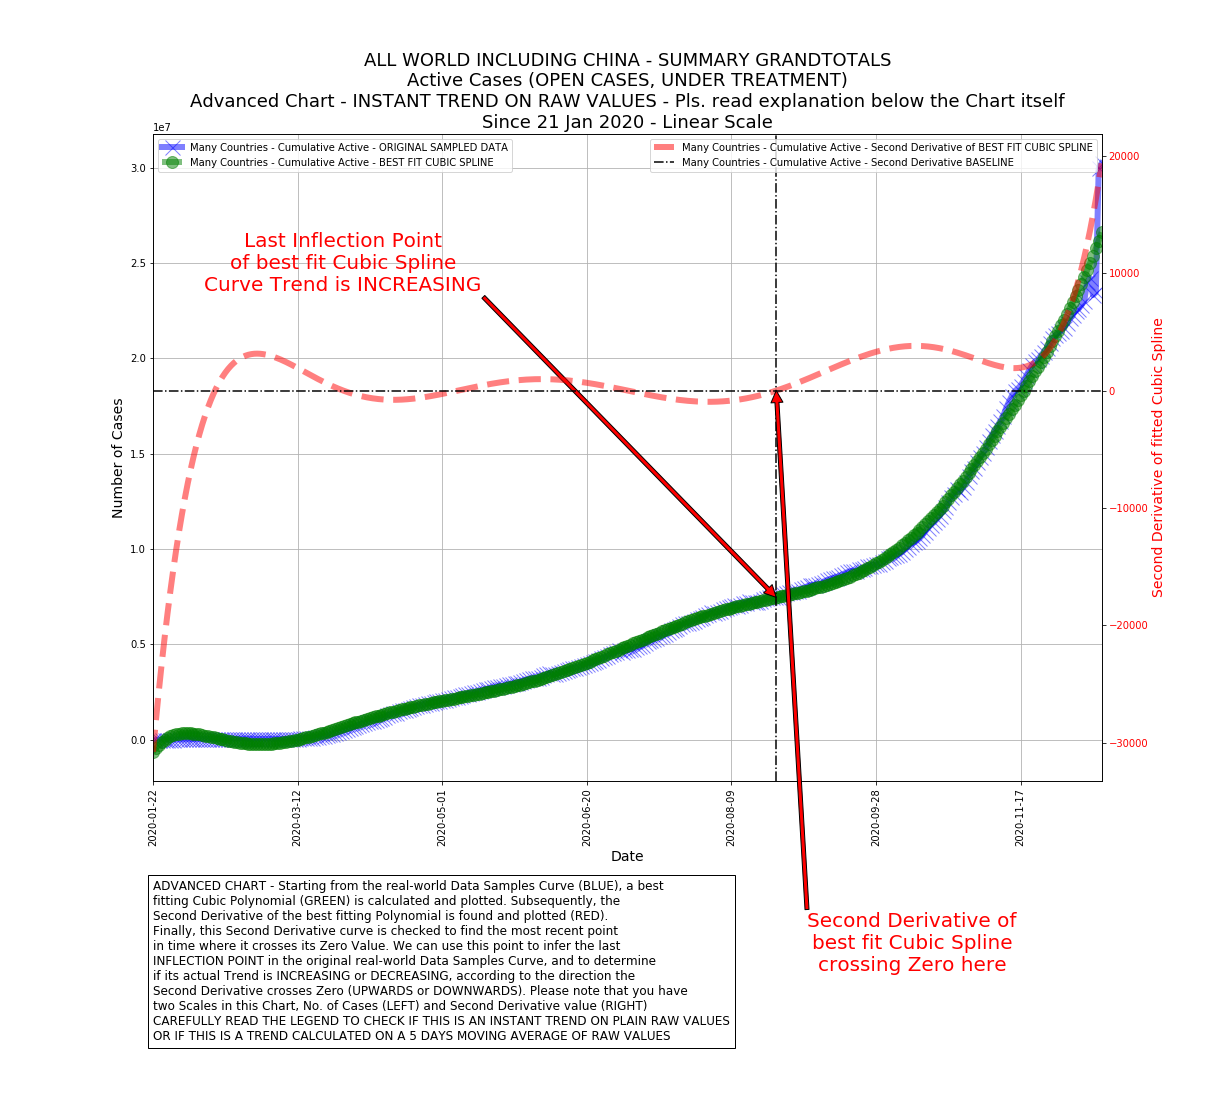 ALL WORLD INCLUDING CHINA - SUMMARY GRANDTOTALS
Active Cases (OPEN CASES, UNDER TREATMENT)
Advanced Chart - INSTANT TREND ON RAW VALUES - Pls. read explanation below the Chart itself
Since 21 Jan 2020 - Linear Scale
1e7
Many Countries - Cumulative Active - ORIGINAL SAMPLED DATA
Many Countries - Cumulative Active - BEST FIT CUBIC SPLINE
Many Countries - Cumulative Active - Second Derivative of BEST FIT CUBIC SPLINE
Many Countries - Cumulative Active - Second Derivative BASELINE
3.0
2.5
2.0
1.5
1.0
0.5
0.0
Number of Cases
20000
10000
0
−10000
−20000
−30000
Second Derivative of fitted Cubic Spline
Last Inflection Point
of best fit Cubic Spline
Curve Trend is INCREASING
2020-01-22
2020-03-12
2020-05-01
2020-06-20
2020-08-09
2020-09-28
2020-11-17
Date
Second Derivative of
best fit Cubic Spline
crossing Zero here
ADVANCED CHART - Starting from the real-world Data Samples Curve (BLUE), a best
fitting Cubic Polynomial (GREEN) is calculated and plotted. Subsequently, the
Second Derivative of the best fitting Polynomial is found and plotted (RED).
Finally, this Second Derivative curve is checked to find the most recent point
in time where it crosses its Zero Value. We can use this point to infer the last
INFLECTION POINT in the original real-world Data Samples Curve, and to determine
if its actual Trend is INCREASING or DECREASING, according to the direction the
Second Derivative crosses Zero (UPWARDS or DOWNWARDS). Please note that you have
two Scales in this Chart, No. of Cases (LEFT) and Second Derivative value (RIGHT)
CAREFULLY READ THE LEGEND TO CHECK IF THIS IS AN INSTANT TREND ON PLAIN RAW VALUES
OR IF THIS IS A TREND CALCULATED ON A 5 DAYS MOVING AVERAGE OF RAW VALUES